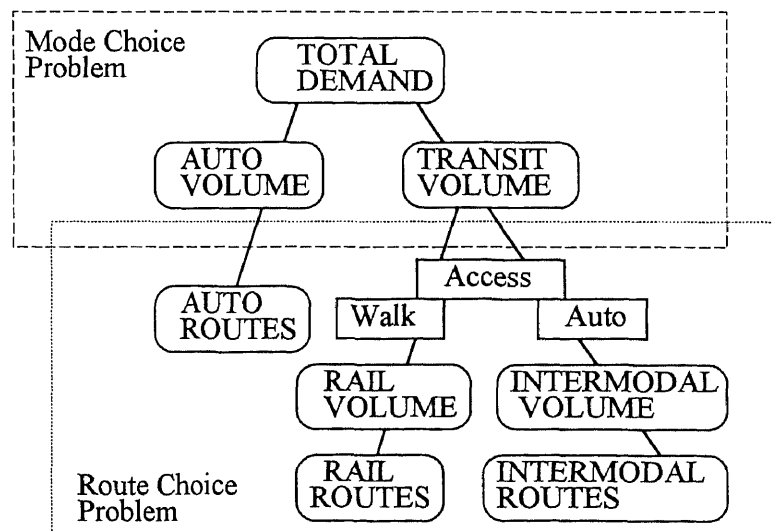 Mode Choice
Problem
TOTAL
DEMAND
AUTO
VOLUME
TRANSIT
VOLUME
Access
Walk
Auto
AUTO
ROUTES
RAIL
VOLUME
INTERMODAL
VOLUME
RAIL
ROUTES
INTERMODAL
ROUTES
Route Choice
Problem